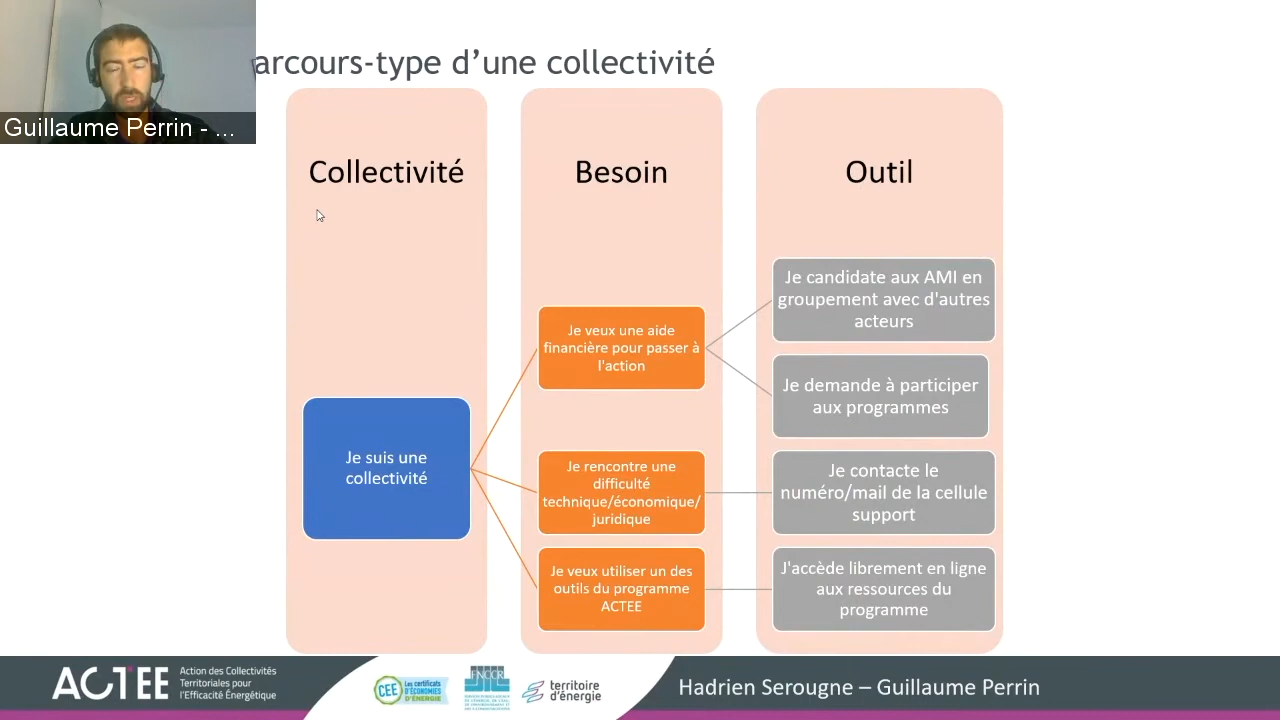 arcours-type d’une collectivité
Guillaume Perrin - ...
Collectivité
Besoin
Outil
Je suis une
collectivité
Je veux une aide
financière pour passer à
l'action
Je rencontre une
difficulté
technique/économique/
juridique
Je veux utiliser un des
outils du programme
ACTEE
Je candidate aux AMI en
groupement avec d'autres
acteurs
Je demande à participer
aux programmes
Je contacte le
numéro/mail de la cellule
support
J'accède librement en ligne
aux ressources du
programme
ACTEE
Action des Collectivités
Territoriales pour
l'Efficacité Énergétique
CEE
Les certificats
D'ÉCONOMIES
D'ÉNERGIE
FNCCR
territoire
d'énergie
Hadrien Serougne – Guillaume Perrin